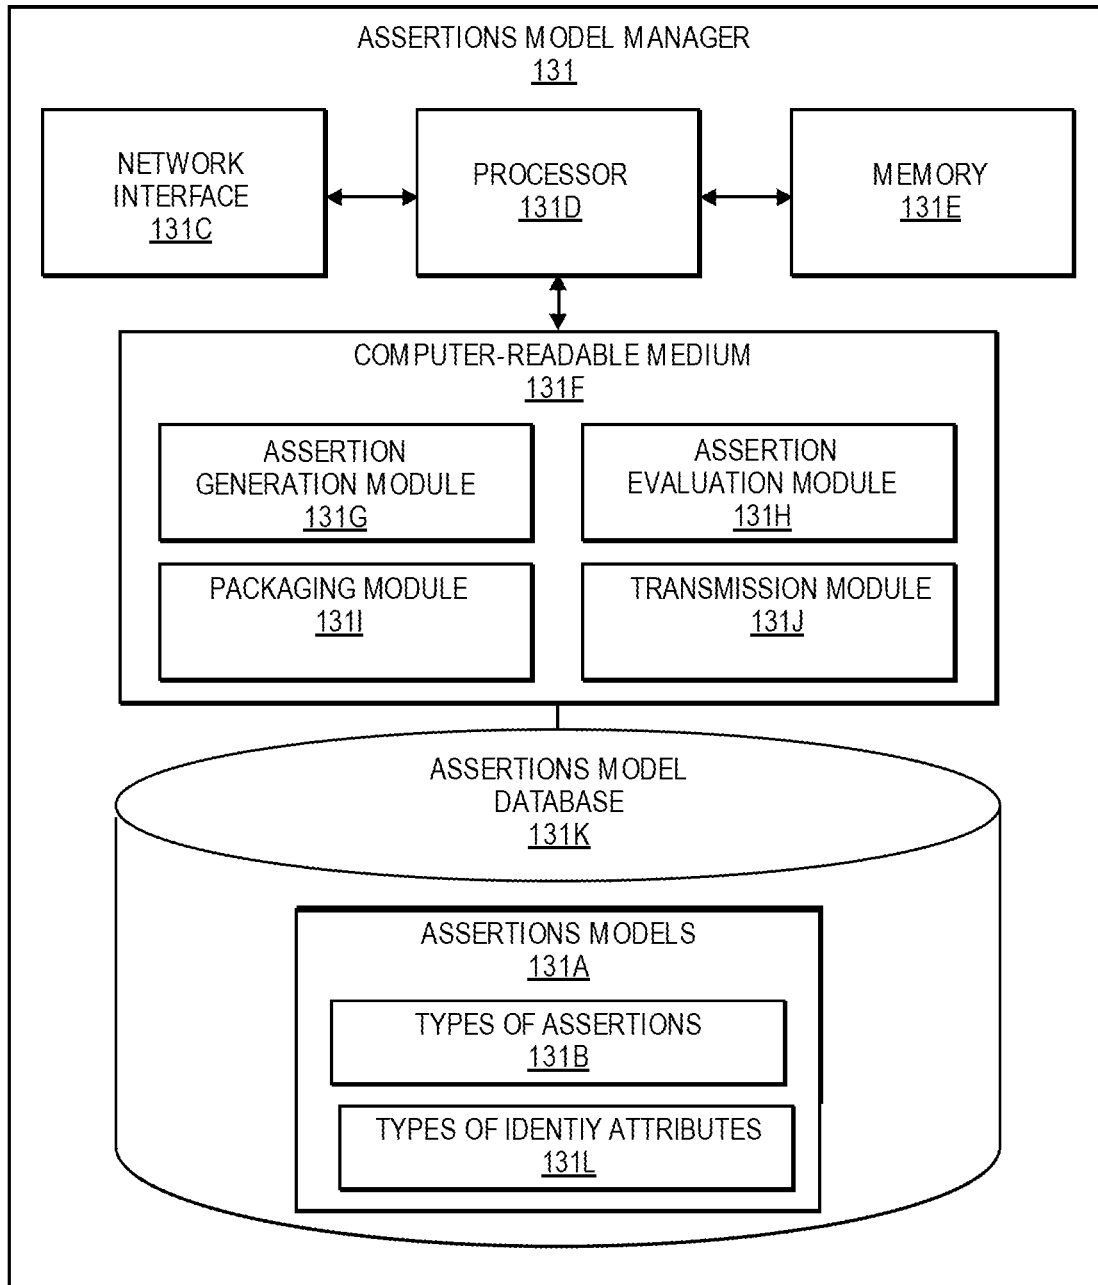 ASSERTIONS MODEL MANAGER
131
NETWORK
INTERFACE
131C
PROCESSOR
131D
MEMORY
131E
COMPUTER-READABLE MEDIUM
131F
ASSERTION
GENERATION MODULE
131G
ASSERTION
EVALUATION MODULE
131H
PACKAGING MODULE
131I
TRANSMISSION MODULE
131J
ASSERTIONS MODEL
DATABASE
131K
ASSERTIONS MODELS
131A
TYPES OF ASSERTIONS
131B
TYPES OF IDENTIY ATTRIBUTES
131L